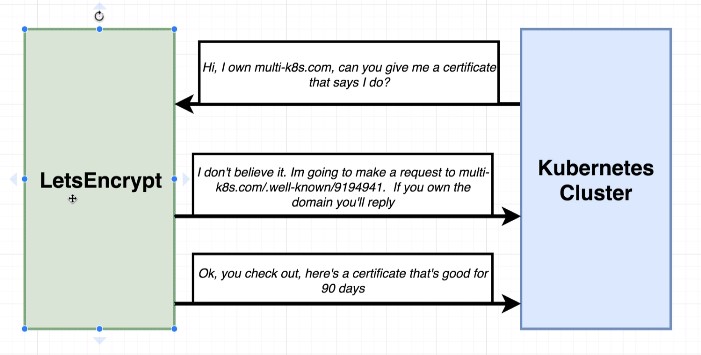 Hi, I own multi-k8s.com, can you give me a certificate
that says I do?
I don't believe it. Im going to make a request to multi-
k8s.com/.well-known/9194941.  If you own the
domain you'll reply
LetsEncrypt
Kubernetes
Cluster
Ok, you check out, here's a certificate that's good for
90 days